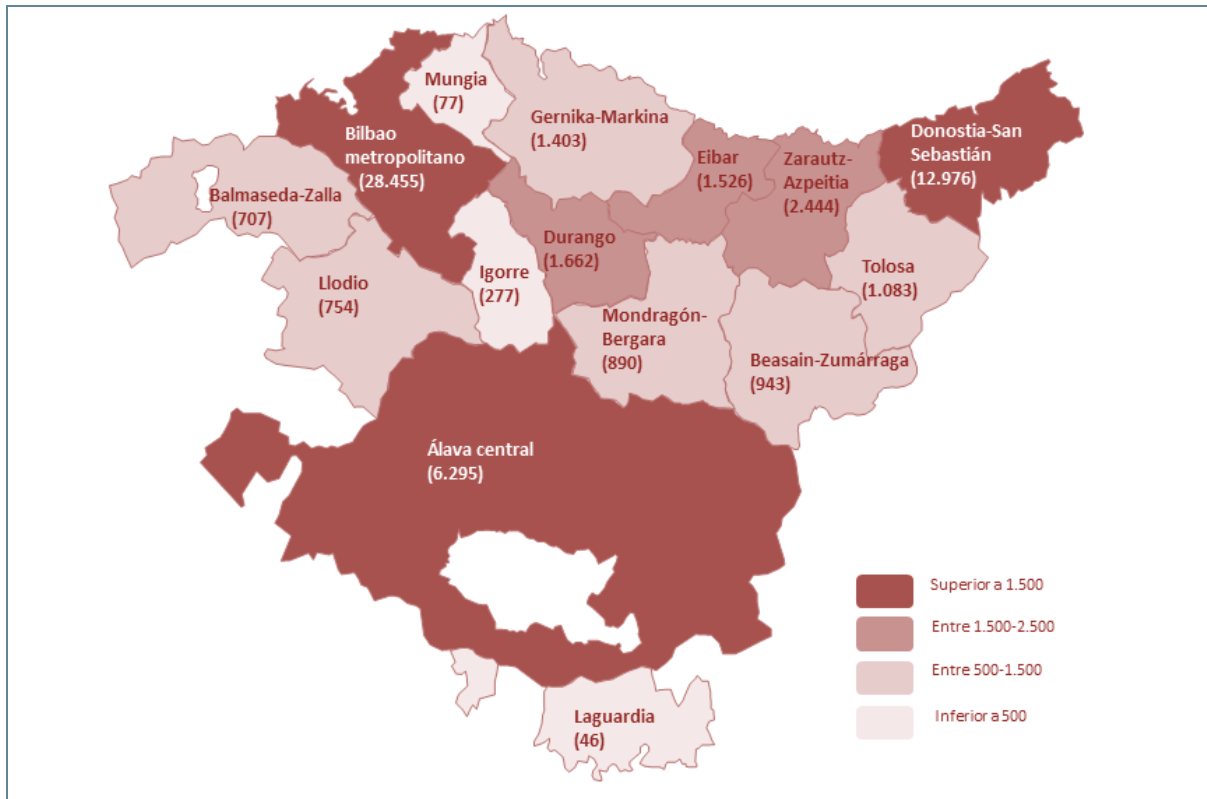 Mungia
(77)
Gernika-Markina
(1.403)
Bilbao
metropolitano
(28.455)
Donostia-San
Sebastián
(12.976)
Eibar
(1.526)
Zarautz-
Azpeitia
(2.444)
Balmaseda-Zalla
(707)
Durango
(1.662)
Igorre
(277)
Llodio
(754)
Tolosa
(1.083)
Mondragón-
Bergara
(890)
Beasain-Zumárraga
(943)
Álava central
(6.295)
Laguardia
(46)
Superior a 1.500
Entre 1.500-2.500
Entre 500-1.500
Inferior a 500